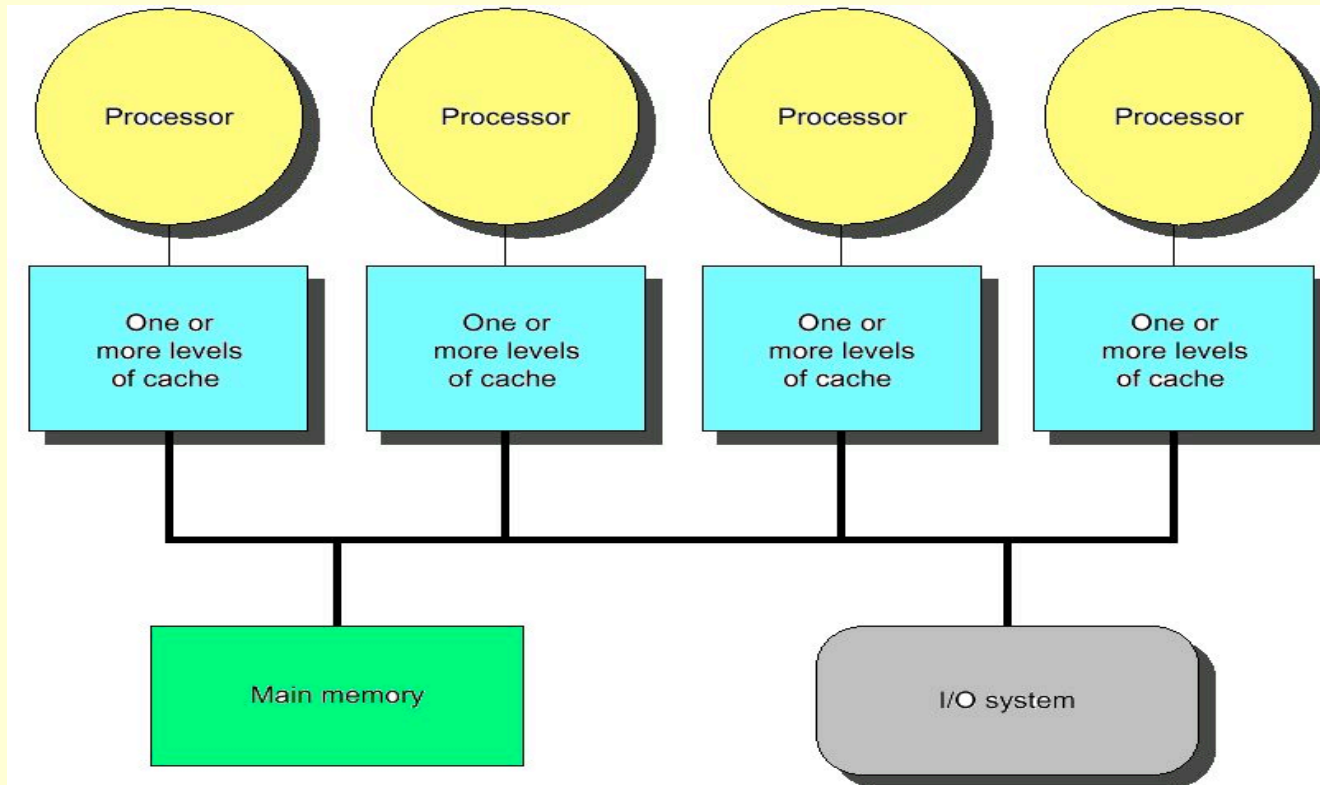 Processor
Processor
Processor
Processor
One or
more levels
of cache
One or
more levels
of cache
One or
more levels
of cache
One or
more levels
of cache
Main memory
I/O system